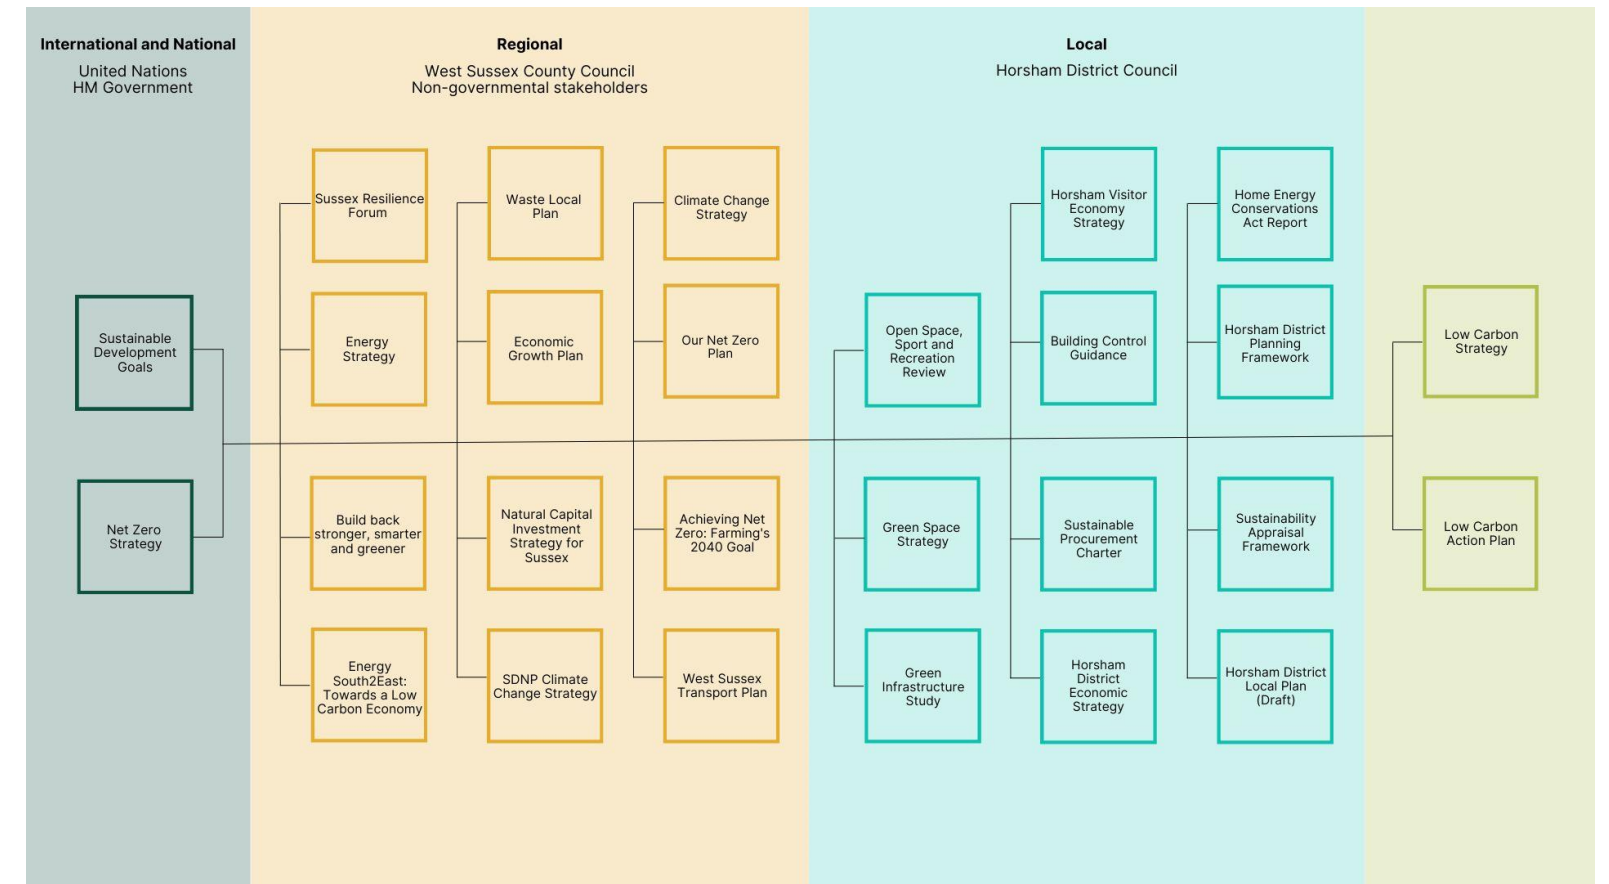 International and National
United Nations
HM Government
Sustainable
Development
Goals
Net Zero
Strategy
Regional
West Sussex County Council
Non-governmental stakeholders
Sussex Resilience
Forum
Energy
Strategy
Build back
stronger, smarter
and greener
Energy
South2East:
Towards a Low
Carbon Economy
Waste Local
Plan
Economic
Growth Plan
Natural Capital
Investment
Strategy for
Sussex
SDNP Climate
Change Strategy
Climate Change
Strategy
Our Net Zero
Plan
Achieving Net
Zero: Farming's
2040 Goal
West Sussex
Transport Plan
Local
Horsham District Council
Open Space,
Sport and
Recreation
Review
Green Space
Strategy
Green
Infrastructure
Study
Horsham Visitor
Economy
Strategy
Building Control
Guidance
Sustainable
Procurement
Charter
Horsham
District
Economic
Strategy
Home Energy
Conservations
Act Report
Horsham District
Planning
Framework
Sustainability
Appraisal
Framework
Horsham District
Local Plan
(Draft)
Low Carbon
Strategy
Low Carbon
Action Plan